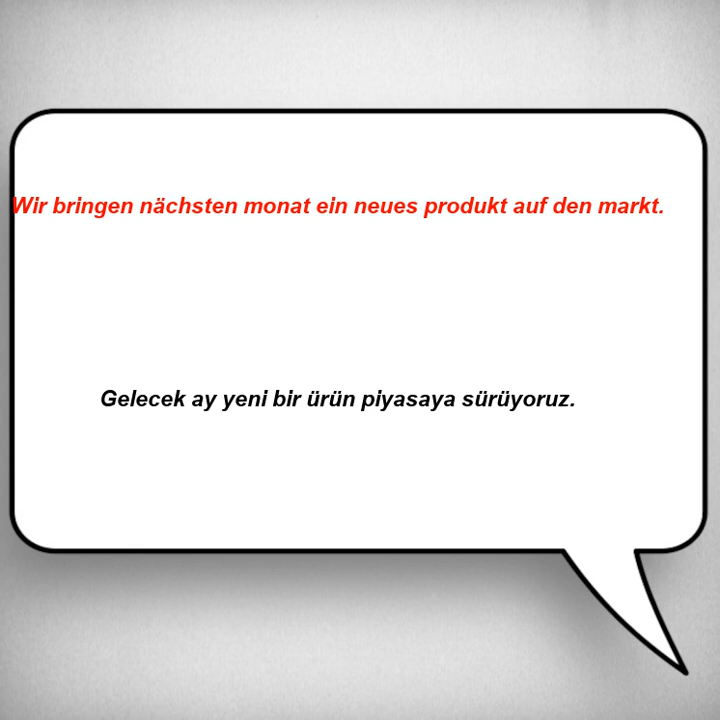 Wir bringen nächsten monat ein neues produkt auf den markt.
Gelecek ay yeni bir ürün piyasaya sürüyoruz.